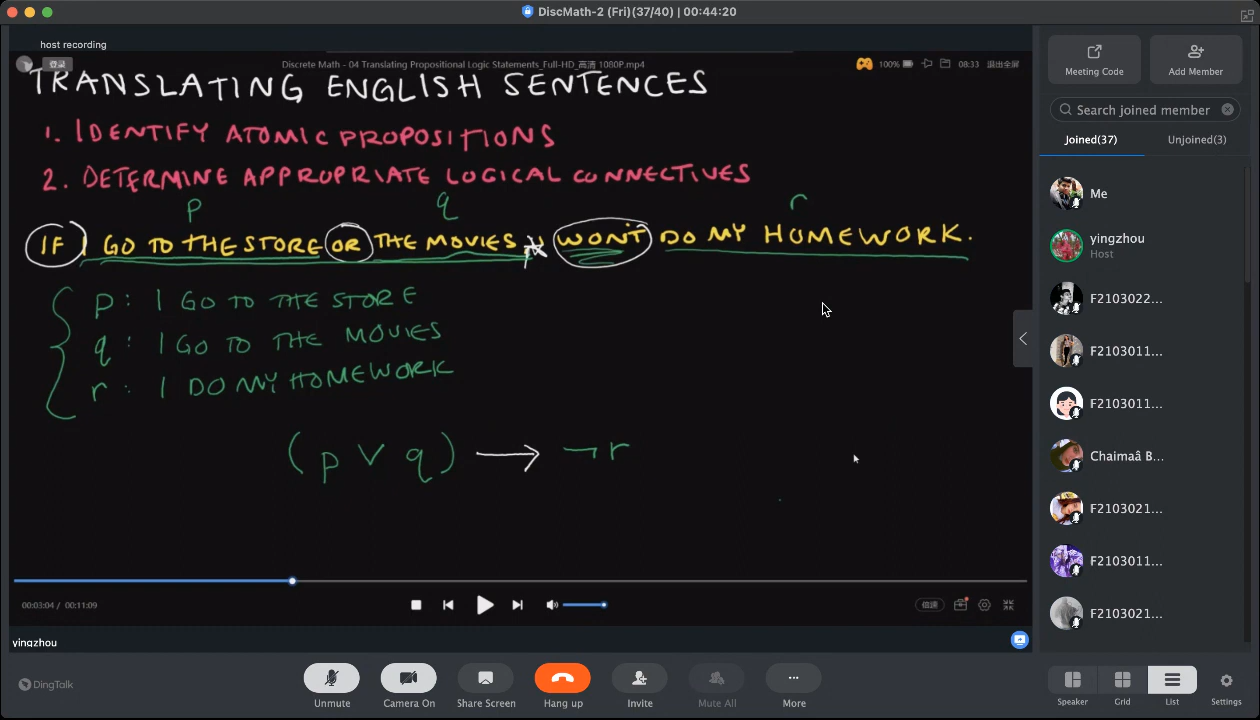 DiscMath-2 (Fri)(37/40) | 00:44:20
host recording
登录
Discrete Math - 04 Translating Propositional Logic Statements_Full-HD_高清 1080P.mp4
100%
08:33
退出全屏
TRANSLATING ENGLISH SENTENCES
1. IDENTIFY ATOMIC PROPOSITIONS
2. DETERMINE APPROPRIATE LOGICAL CONNECTIVES
p q r
IF I GO TO THE STORE OR THE MOVIES, I WON'T DO MY HOMEWORK.
p: I GO TO THE STORE
q: I GO TO THE MOVIES
r: I DO MY HOMEWORK
(p ∨ q) → ¬r
00:03:04 / 00:11:09
倍速
yingzhou
Meeting Code
Add Member
Search joined member
Joined(37)
Unjoined(3)
Me
yingzhou
Host
F2103022...
F2103011...
F2103011...
Chaimaâ B...
F2103021...
F2103011...
F2103021...
DingTalk
Unmute
Camera On
Share Screen
Hang up
Invite
Mute All
More
Speaker
Grid
List
Settings